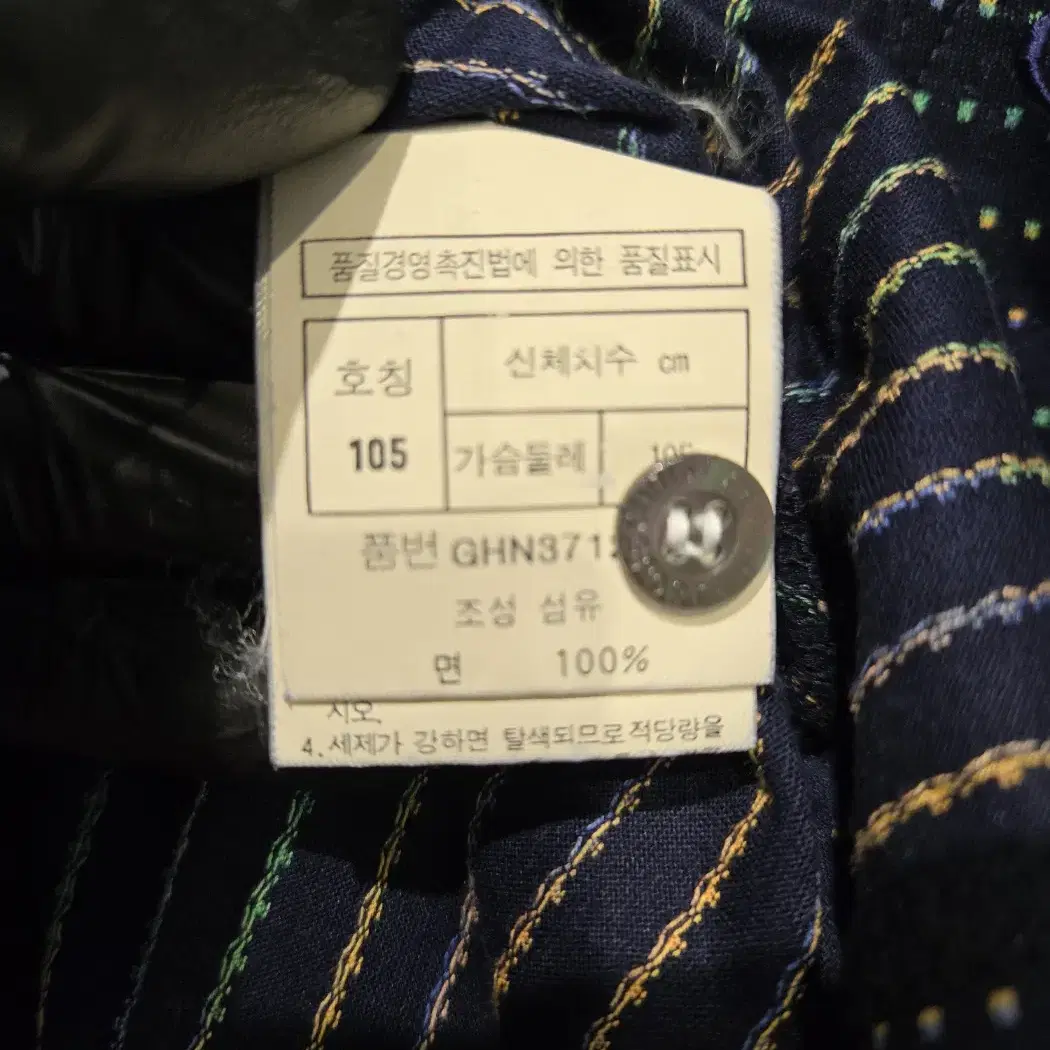 품질경영촉진법에 의한 품질표시
호칭
신체치수 cm
105
가슴둘레
품번 GHN371
조성 섬유
면 100%
시오.
4. 세제가 강하면 탈색되므로 적당량을